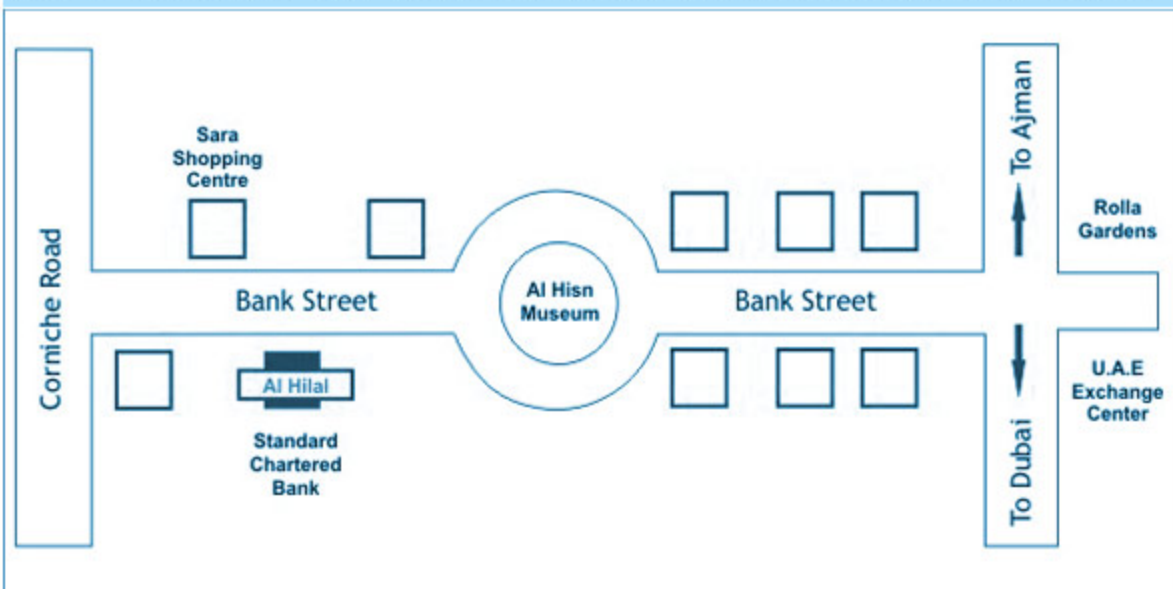 Sara
Shopping
Centre
To Ajman
Rolla
Gardens
Corniche Road
Bank Street
Al Hisn
Museum
Bank Street
Al Hilal
Standard
Chartered
Bank
U.A.E
Exchange
Center
To Dubai